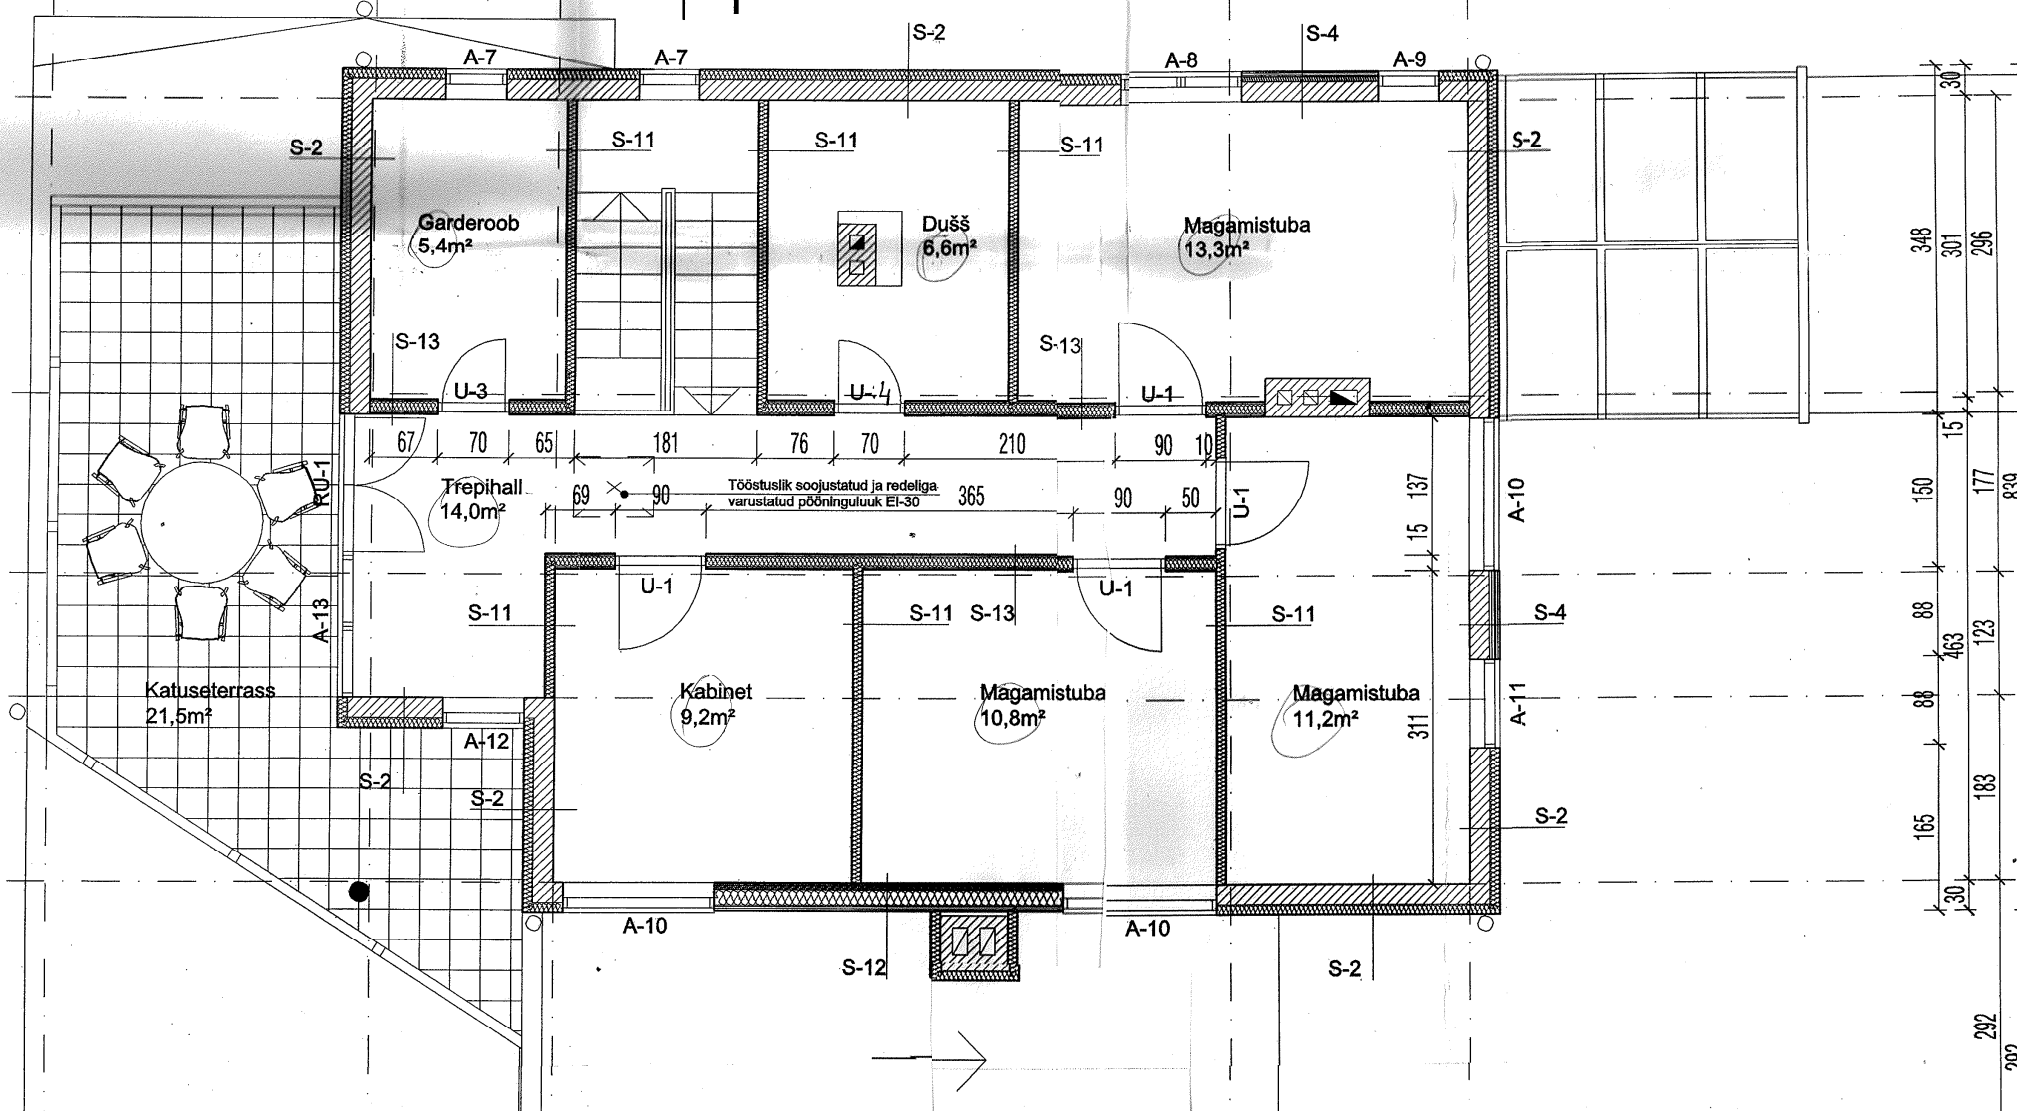 S-2
S-4
A-7
A-7
A-8
A-9
30
S-2
S-11
S-11
S-11
S-2
Garderoob
5,4m²
Dušš
6,6m²
Magamistuba
13,3m²
348
301
296
S-13
S-13
U-3
U-4
U-1
67
70
65
181
76
70
210
90
10
15
RU-1
Trepihall
14,0m²
69
90
Tööstuslik soojustatud ja redeliga
varustatud pööninguluuk EI-30
365
90
50
U-1
137
A-10
150
177
839
15
U-1
U-1
A-13
S-11
S-11
S-13
S-11
S-4
88
463
123
Katuseterrass
21,5m²
Kabinet
9,2m²
Magamistuba
10,8m²
Magamistuba
11,2m²
311
A-11
88
A-12
S-2
S-2
S-2
165
183
30
A-10
A-10
S-12
S-2
292
292